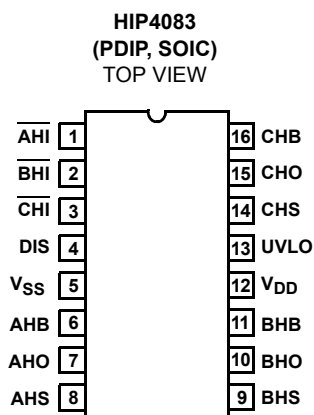 HIP4083
(PDIP, SOIC)
TOP VIEW
AHI 1 16 CHB
BHI 2 15 CHO
CHI 3 14 CHS
DIS 4 13 UVLO
VSS 5 12 VDD
AHB 6 11 BHB
AHO 7 10 BHO
AHS 8 9 BHS